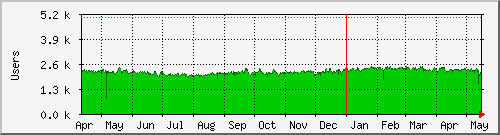 5.2 k
3.9 k
2.6 k
1.3 k
0.0 k
Users
Apr May Jun Jul Aug Sep Oct Nov Dec Jan Feb Mar Apr May